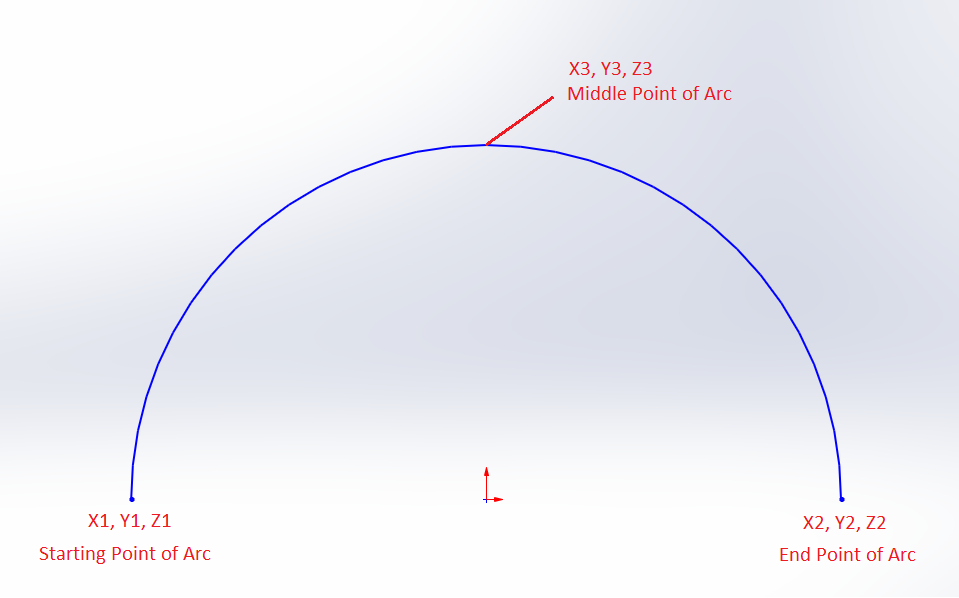 X3, Y3, Z3
Middle Point of Arc
X1, Y1, Z1
Starting Point of Arc
X2, Y2, Z2
End Point of Arc